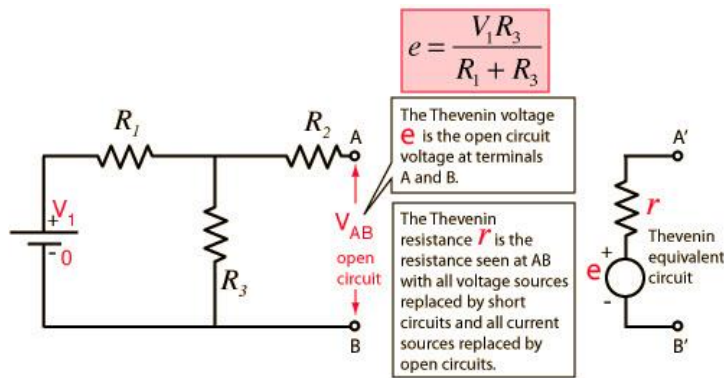 e = V₁R₃ / R₁ + R₃
The Thevenin voltage
e is the open circuit
voltage at terminals
A and B.
R₁
R₂
A
V₁
+
- 0
R₃
V_AB
open
circuit
B
The Thevenin
resistance r is the
resistance seen at AB
with all voltage sources
replaced by short
circuits and all current
sources replaced by
open circuits.
A'
r
+
e
-
Thevenin
equivalent
circuit
B'